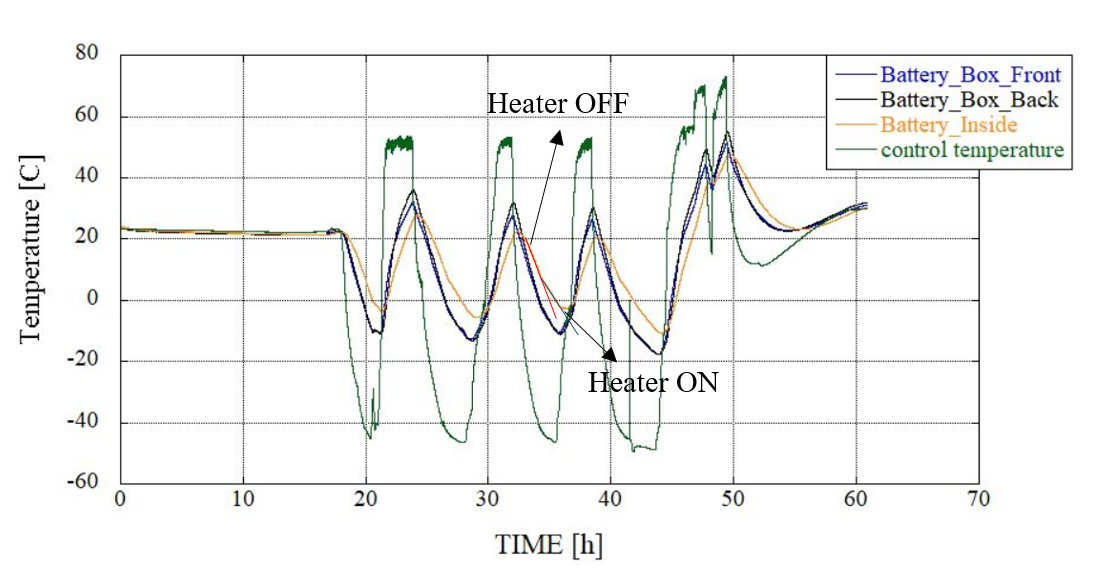 80
60
40
20
0
-20
-40
-60
0 10 20 30 40 50 60 70
Temperature [C]
TIME [h]
Heater OFF
Heater ON
Battery_Box_Front
Battery_Box_Back
Battery_Inside
control temperature